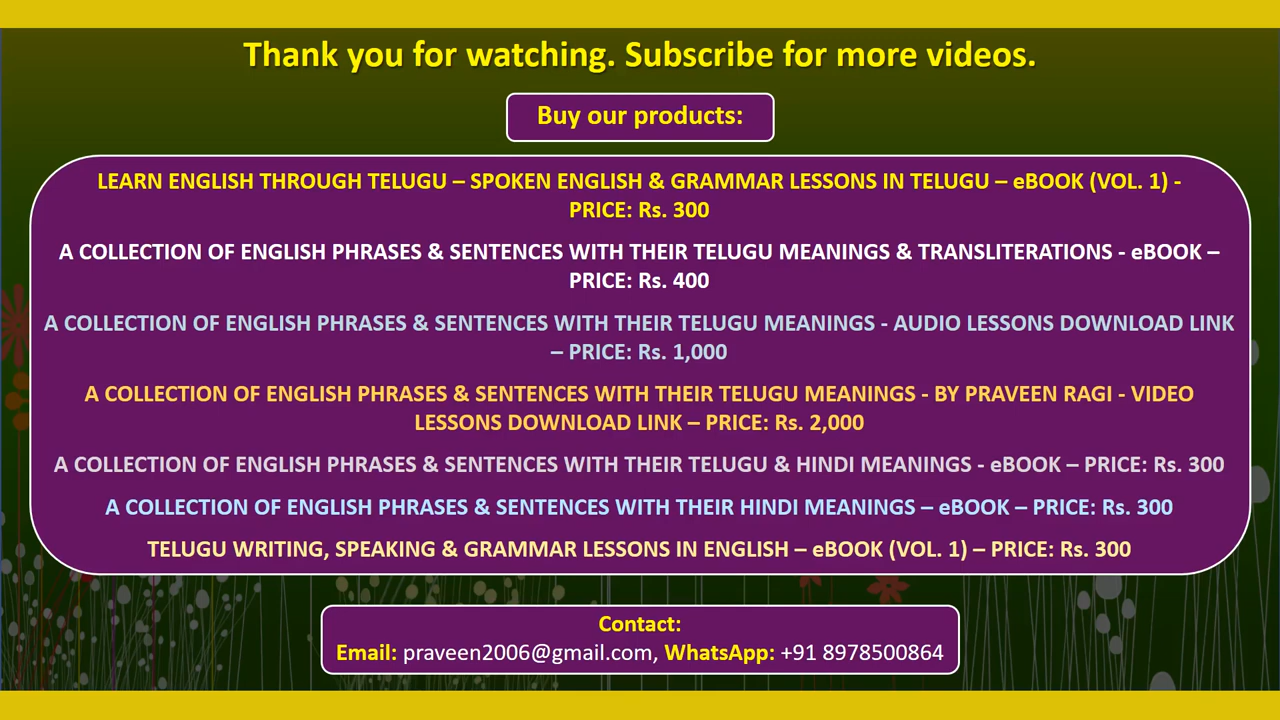 Thank you for watching. Subscribe for more videos.
Buy our products:
LEARN ENGLISH THROUGH TELUGU – SPOKEN ENGLISH & GRAMMAR LESSONS IN TELUGU – eBOOK (VOL. 1) -
PRICE: Rs. 300
A COLLECTION OF ENGLISH PHRASES & SENTENCES WITH THEIR TELUGU MEANINGS & TRANSLITERATIONS - eBOOK –
PRICE: Rs. 400
A COLLECTION OF ENGLISH PHRASES & SENTENCES WITH THEIR TELUGU MEANINGS - AUDIO LESSONS DOWNLOAD LINK
– PRICE: Rs. 1,000
A COLLECTION OF ENGLISH PHRASES & SENTENCES WITH THEIR TELUGU MEANINGS - BY PRAVEEN RAGI - VIDEO
LESSONS DOWNLOAD LINK – PRICE: Rs. 2,000
A COLLECTION OF ENGLISH PHRASES & SENTENCES WITH THEIR TELUGU & HINDI MEANINGS - eBOOK – PRICE: Rs. 300
A COLLECTION OF ENGLISH PHRASES & SENTENCES WITH THEIR HINDI MEANINGS – eBOOK – PRICE: Rs. 300
TELUGU WRITING, SPEAKING & GRAMMAR LESSONS IN ENGLISH – eBOOK (VOL. 1) – PRICE: Rs. 300
Contact:
Email: praveen2006@gmail.com, WhatsApp: +91 8978500864